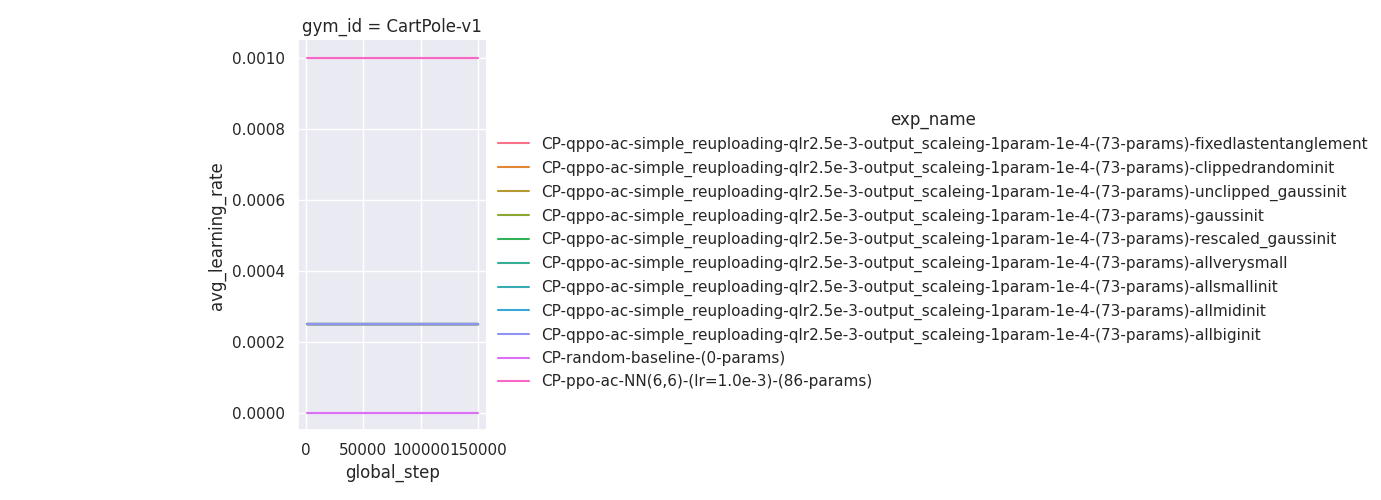 gym_id = CartPole-v1
0.0010
0.0008
0.0006
0.0004
0.0002
0.0000
avg_learning_rate
0 50000 100000 150000
global_step
exp_name
CP-qppo-ac-simple_reuploading-qlr2.5e-3-output_scaleing-1param-1e-4-(73-params)-fixedlastentanglement
CP-qppo-ac-simple_reuploading-qlr2.5e-3-output_scaleing-1param-1e-4-(73-params)-clippedrandominit
CP-qppo-ac-simple_reuploading-qlr2.5e-3-output_scaleing-1param-1e-4-(73-params)-unclipped_gaussinit
CP-qppo-ac-simple_reuploading-qlr2.5e-3-output_scaleing-1param-1e-4-(73-params)-gaussinit
CP-qppo-ac-simple_reuploading-qlr2.5e-3-output_scaleing-1param-1e-4-(73-params)-rescaled_gaussinit
CP-qppo-ac-simple_reuploading-qlr2.5e-3-output_scaleing-1param-1e-4-(73-params)-allverysmall
CP-qppo-ac-simple_reuploading-qlr2.5e-3-output_scaleing-1param-1e-4-(73-params)-allsmallinit
CP-qppo-ac-simple_reuploading-qlr2.5e-3-output_scaleing-1param-1e-4-(73-params)-allmidinit
CP-qppo-ac-simple_reuploading-qlr2.5e-3-output_scaleing-1param-1e-4-(73-params)-allbiginit
CP-random-baseline-(0-params)
CP-ppo-ac-NN(6,6)-(lr=1.0e-3)-(86-params)